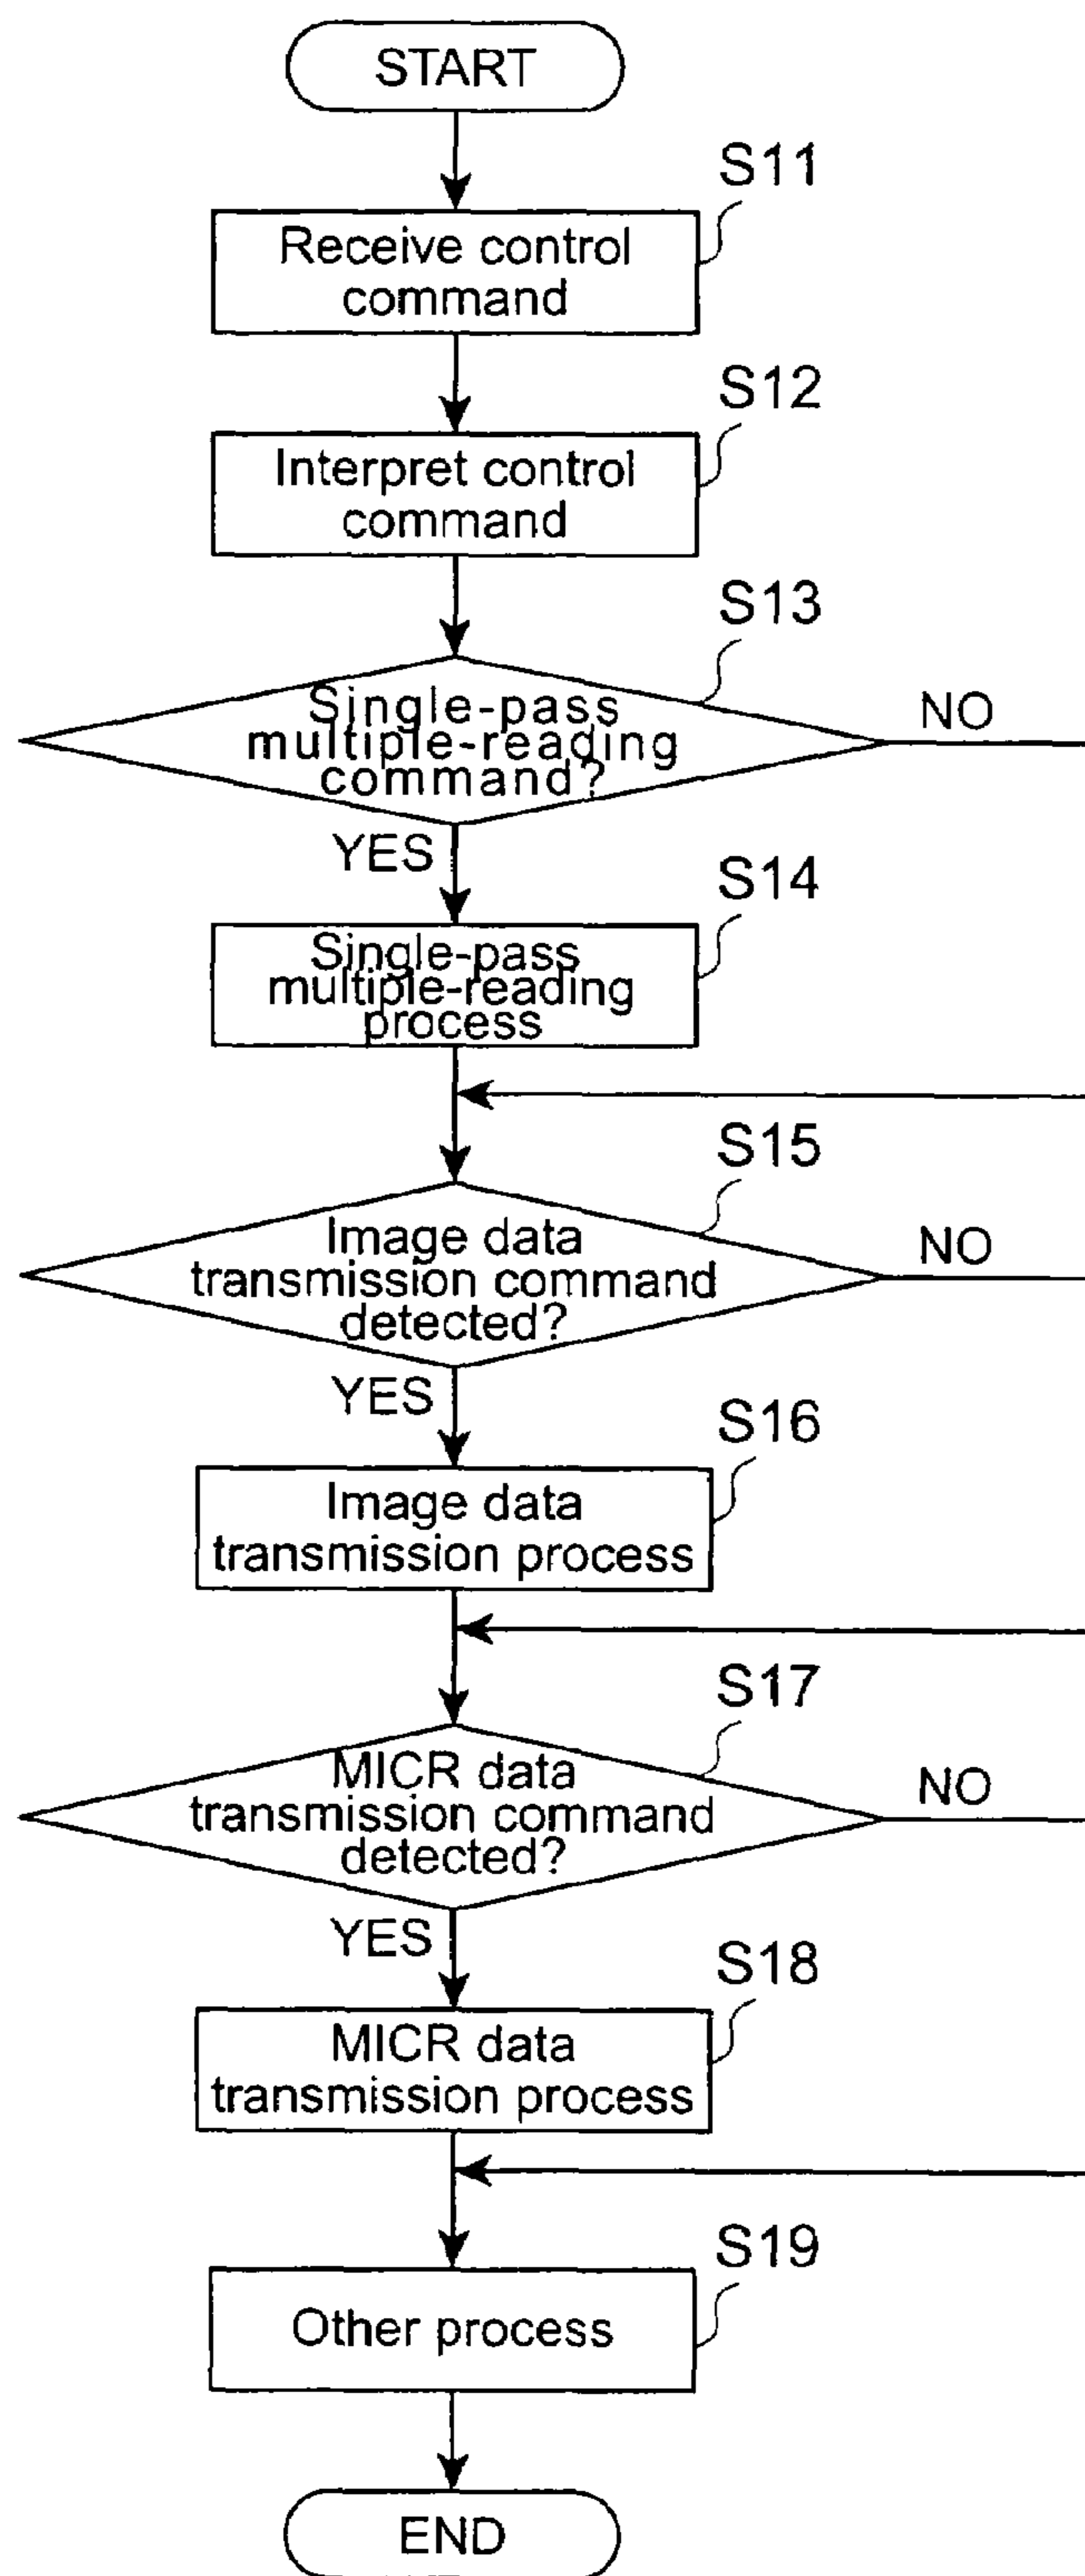 START
S11
Receive control
command
S12
Interpret control
command
S13
Single-pass
multiple-reading
command?
NO
YES
S14
Single-pass
multiple-reading
process
S15
Image data
transmission command
detected?
NO
YES
S16
Image data
transmission process
S17
MICR data
transmission command
detected?
NO
YES
S18
MICR data
transmission process
S19
Other process
END